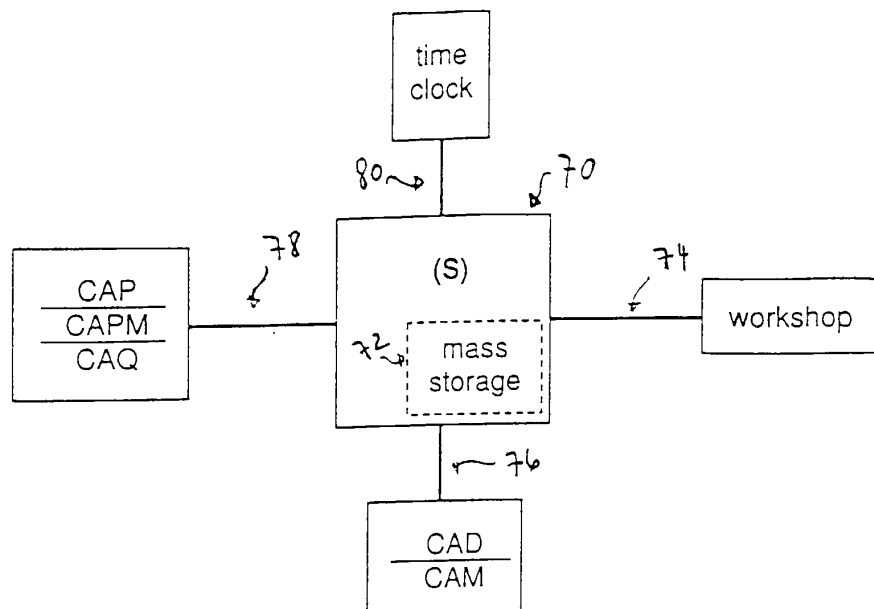 time
clock
80
70
78
(S)
74
CAP
CAPM
CAQ
workshop
72
mass
storage
76
CAD
CAM